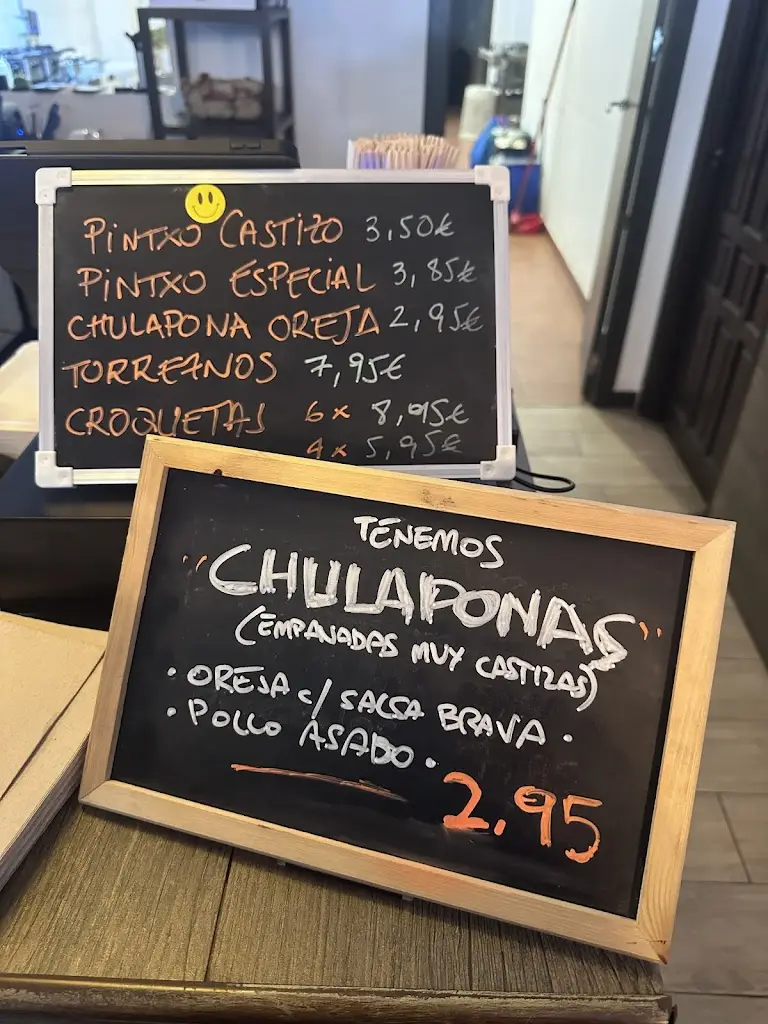 PINTXO CASTIZO 3,50€
PINTXO ESPECIAL 3,85€
CHULAPONA OREJA 2,95€
TORREZNOS 7,95€
CROQUETAS 6x 8,95€
4x 5,95€
TENEMOS
"CHULAPONAS"
(EMPANADAS MUY CASTIZAS)
· OREJA c/ SALSA BRAVA ·
· POLLO ASADO ·
2.95